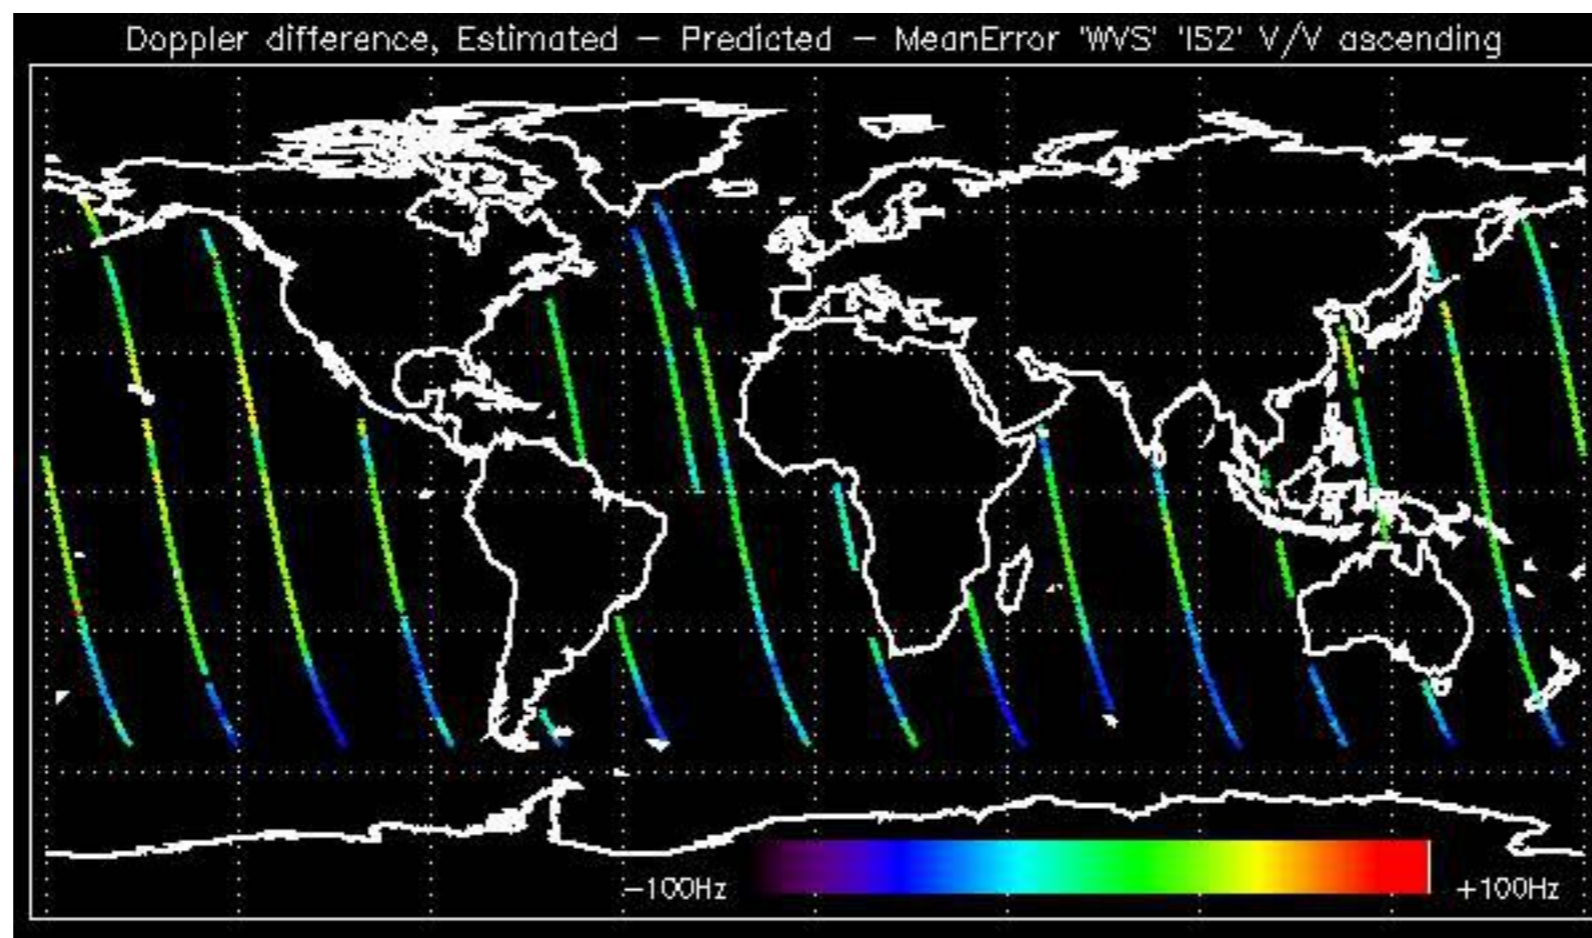 Doppler difference, Estimated – Predicted – MeanError 'WVS' 'IS2' V/V ascending
–100Hz
+100Hz